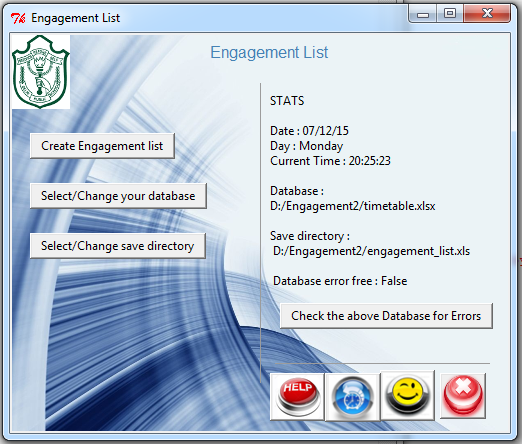 Engagement List
Engagement List
Create Engagement list
Select/Change your database
Select/Change save directory
STATS
Date : 07/12/15
Day : Monday
Current Time : 20:25:23
Database :
D:/Engagement2/timetable.xlsx
Save directory :
D:/Engagement2/engagement_list.xls
Database error free : False
Check the above Database for Errors
HELP